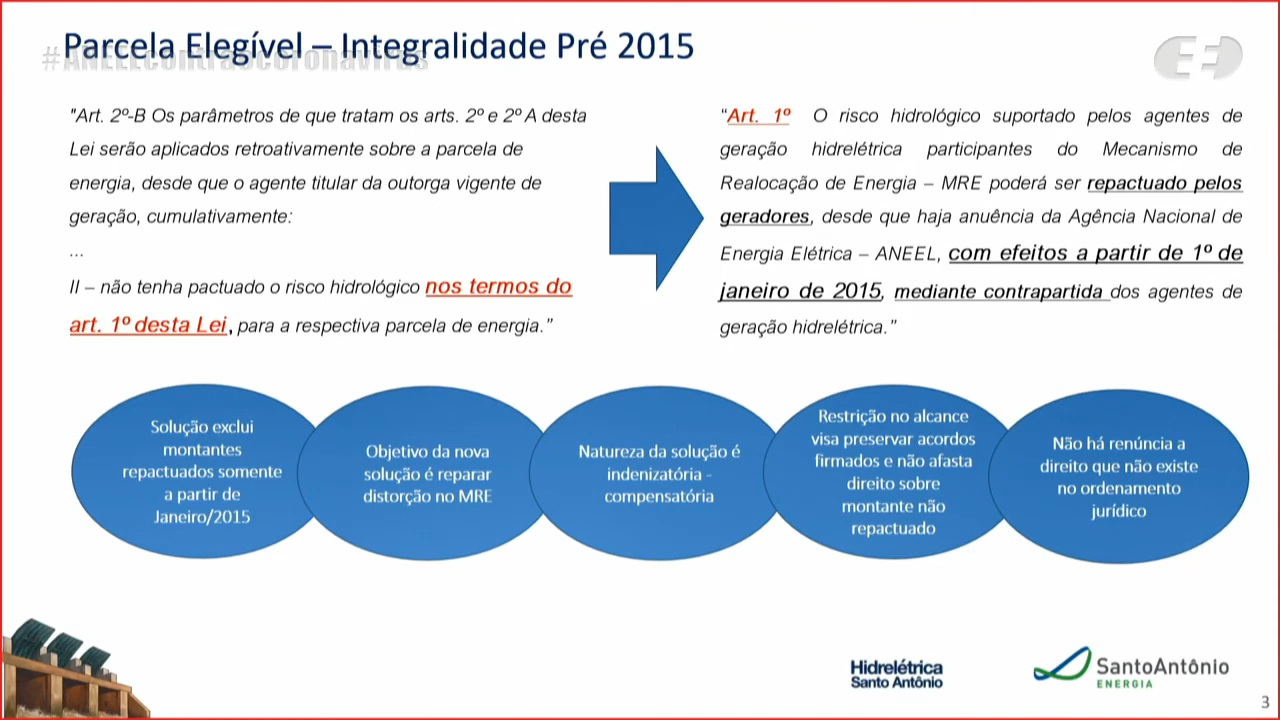 Parcela Elegível – Integralidade Pré 2015
#ANEELcontraocoronavirus
"Art. 2º-B Os parâmetros de que tratam os arts. 2º e 2º A desta
Lei serão aplicados retroativamente sobre a parcela de
energia, desde que o agente titular da outorga vigente de
geração, cumulativamente:
...
II – não tenha pactuado o risco hidrológico nos termos do
art. 1º desta Lei, para a respectiva parcela de energia."
“Art. 1º O risco hidrológico suportado pelos agentes de
geração hidrelétrica participantes do Mecanismo de
Realocação de Energia – MRE poderá ser repactuado pelos
geradores, desde que haja anuência da Agência Nacional de
Energia Elétrica – ANEEL, com efeitos a partir de 1º de
janeiro de 2015, mediante contrapartida dos agentes de
geração hidrelétrica.”
Solução exclui
montantes
repactuados somente
a partir de
Janeiro/2015
Objetivo da nova
solução é reparar
distorção no MRE
Natureza da solução é
indenizatória -
compensatória
Restrição no alcance
visa preservar acordos
firmados e não afasta
direito sobre
montante não
repactuado
Não há renúncia a
direito que não existe
no ordenamento
jurídico
Hidrelétrica
Santo Antônio
SantoAntônio
ENERGIA
3